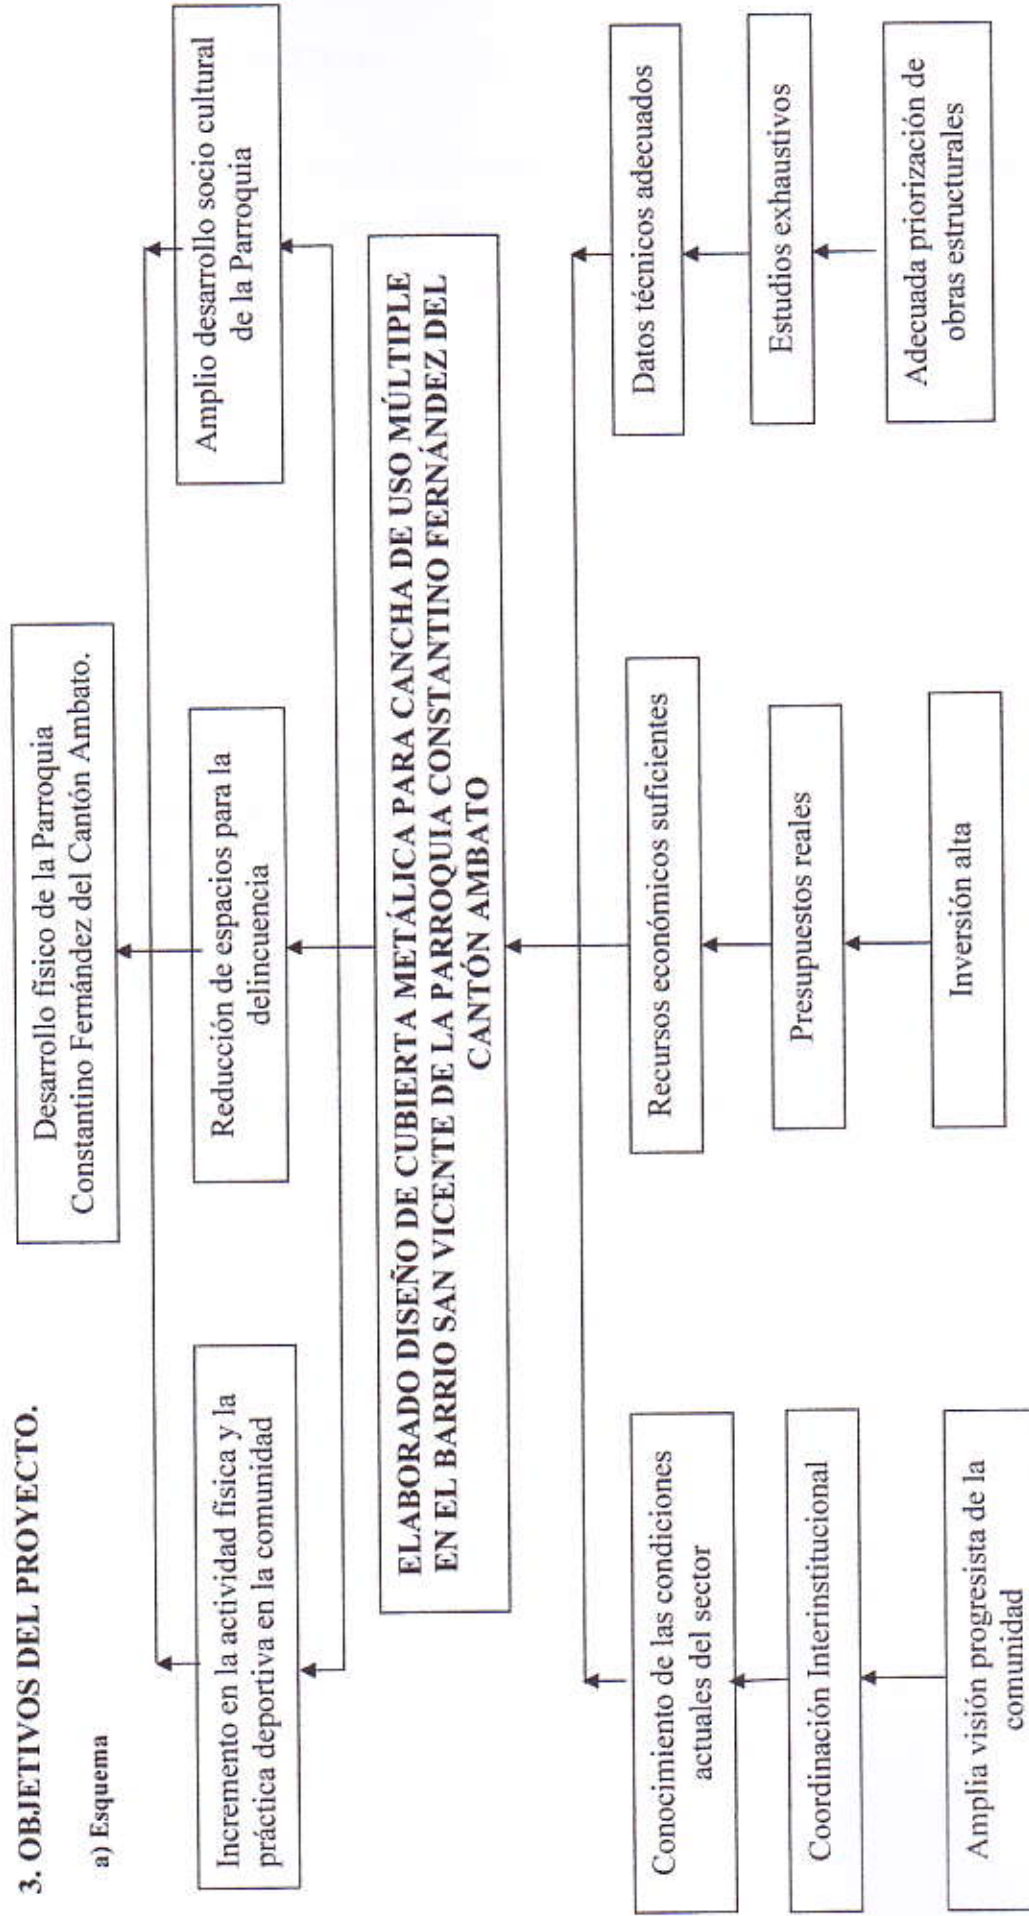 3. OBJETIVOS DEL PROYECTO.
a) Esquema
Desarrollo físico de la Parroquia
Constantino Fernández del Cantón Ambato.
Incremento en la actividad física y la
práctica deportiva en la comunidad
Reducción de espacios para la
delincuencia
Amplio desarrollo socio cultural
de la Parroquia
ELABORADO DISEÑO DE CUBIERTA METÁLICA PARA CANCHA DE USO MÚLTIPLE
EN EL BARRIO SAN VICENTE DE LA PARROQUIA CONSTANTINO FERNÁNDEZ DEL
CANTÓN AMBATO
Conocimiento de las condiciones
actuales del sector
Recursos económicos suficientes
Datos técnicos adecuados
Coordinación Interinstitucional
Presupuestos reales
Estudios exhaustivos
Amplia visión progresista de la
comunidad
Inversión alta
Adecuada priorización de
obras estructurales